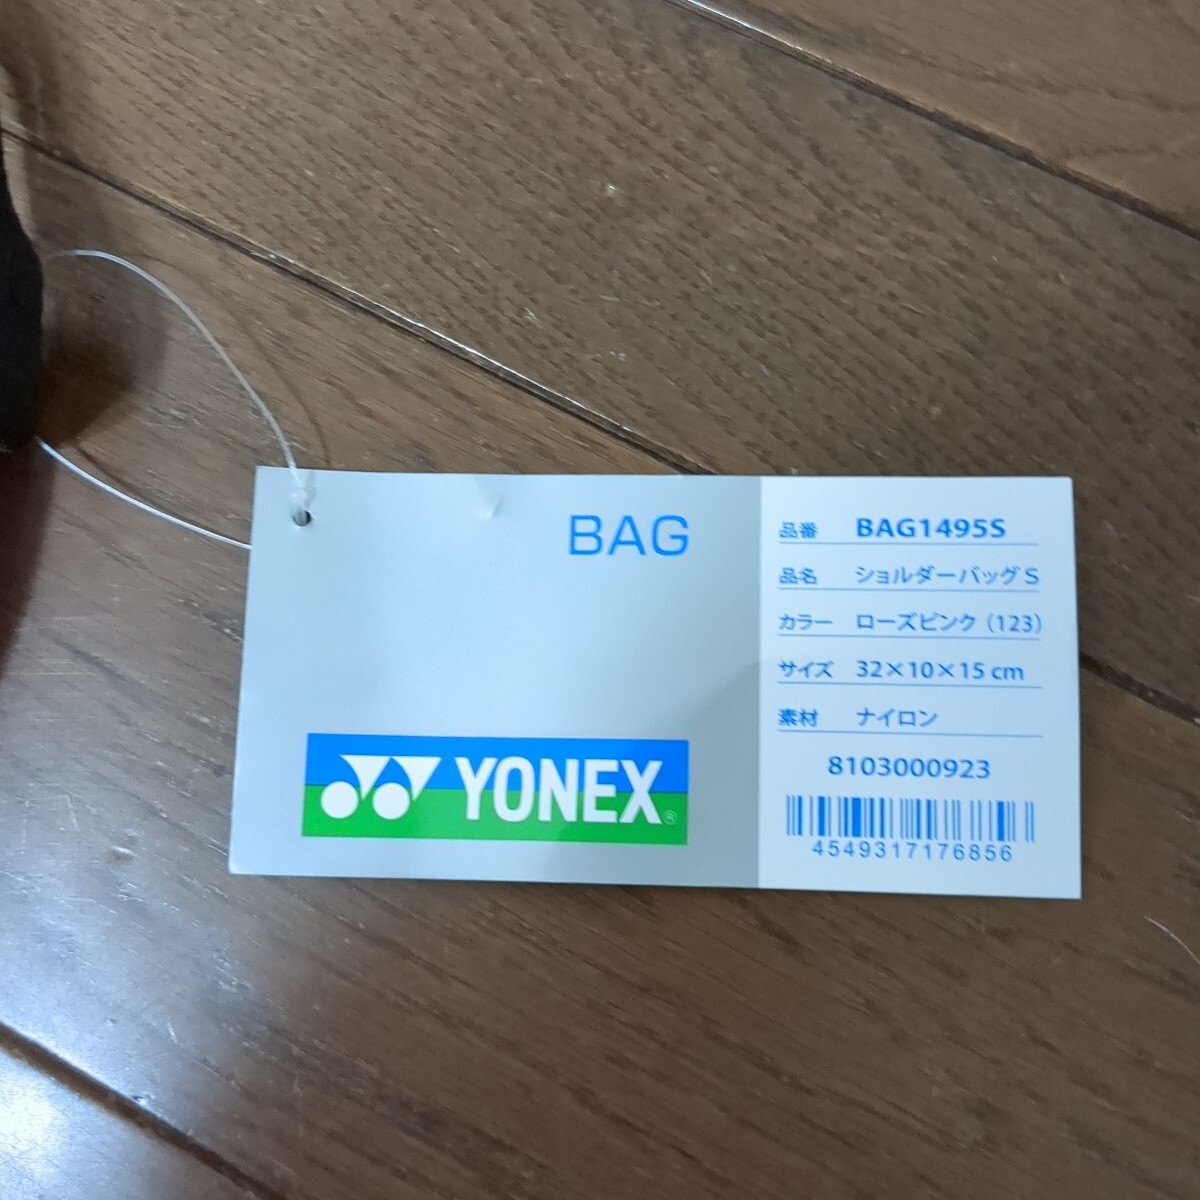 BAG
YONEX®
品番 BAG1495S
品名 ショルダーバッグS
カラー ローズピンク(123)
サイズ 32×10×15 cm
素材 ナイロン
8103000923
4549317176856